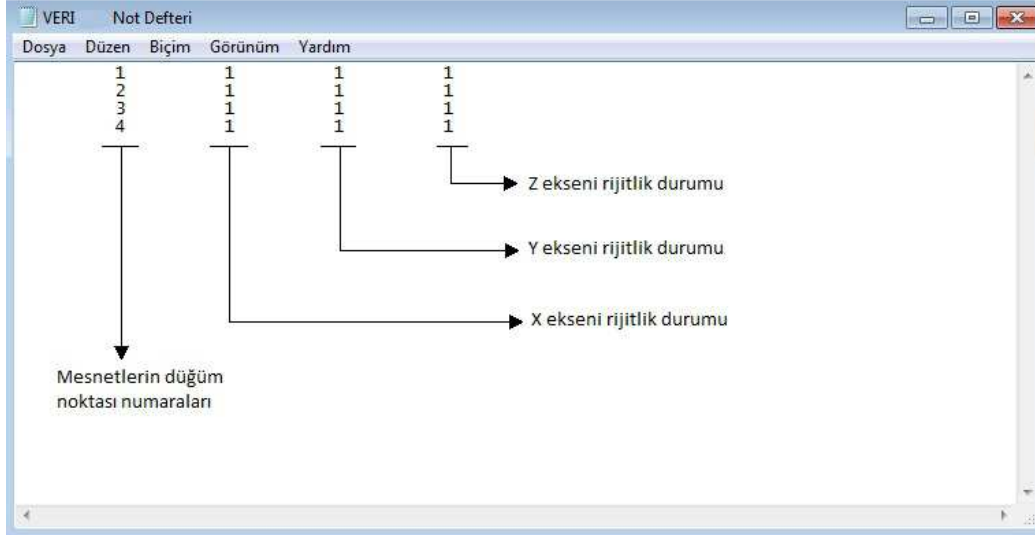 VERI Not Defteri
Dosya Düzen Biçim Görünüm Yardım
1 1 1 1
2 1 1 1
3 1 1 1
4 1 1 1
Z ekseni rijitlik durumu
Y ekseni rijitlik durumu
X ekseni rijitlik durumu
Mesnetlerin düğüm
noktası numaraları